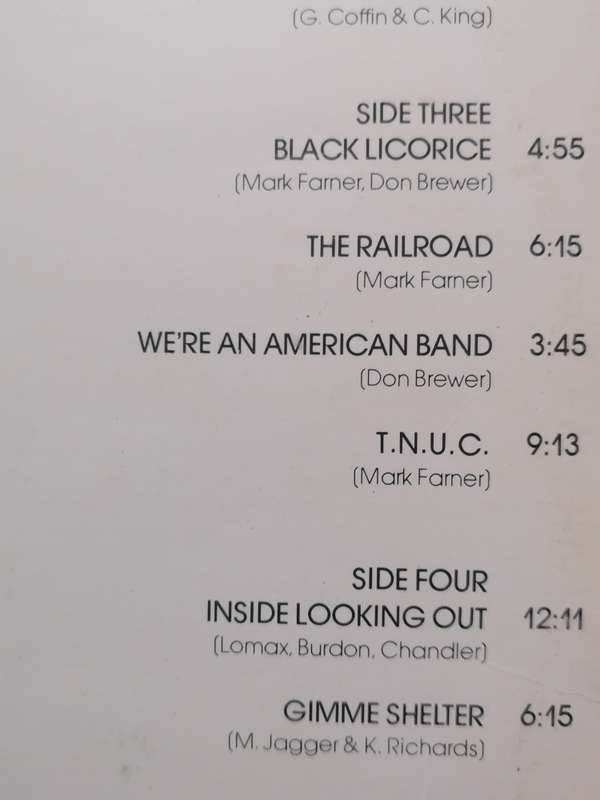 (G. Coffin & C. King)
SIDE THREE
BLACK LICORICE 4:55
(Mark Farner, Don Brewer)
THE RAILROAD 6:15
(Mark Farner)
WE'RE AN AMERICAN BAND 3:45
(Don Brewer)
T.N.U.C. 9:13
(Mark Farner)
SIDE FOUR
INSIDE LOOKING OUT 12:11
(Lomax, Burdon, Chandler)
GIMME SHELTER 6:15
(M. Jagger & K. Richards)